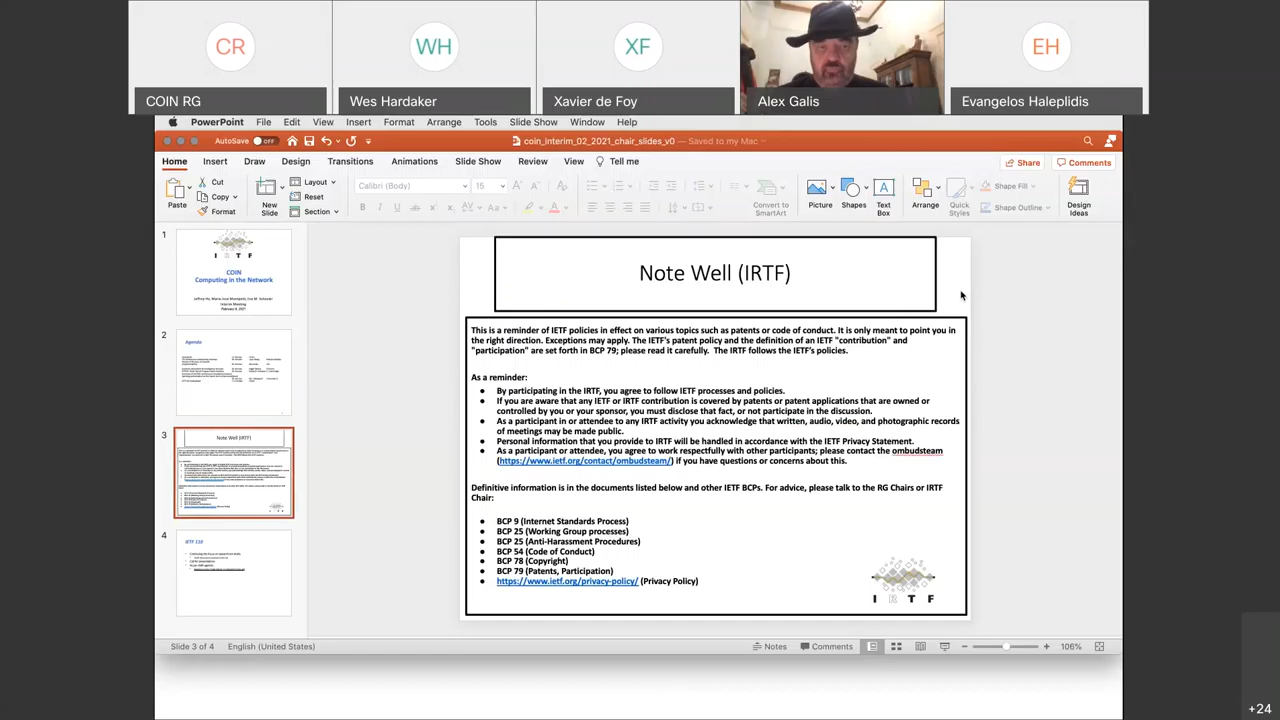 CR
WH
XF
EH
COIN RG
Wes Hardaker
Xavier de Foy
Alex Galis
Evangelos Haleplidis
PowerPoint File Edit View Insert Format Arrange Tools Slide Show Window Help
AutoSave OFF
coin_interim_02_2021_chair_slides_v0 — Saved to my Mac
Home Insert Draw Design Transitions Animations Slide Show Review View Tell me
Share Comments
Paste
Cut
Copy
Format
New Slide
Layout
Reset
Section
Calibri (Body) 15
Convert to SmartArt
Picture
Shapes
Text Box
Arrange
Quick Styles
Shape Fill
Shape Outline
Design Ideas
1
I R T F
COIN
Computing in the Network
Interim Meeting
2
Agenda
3
Note Well (IRTF)
4
IETF 110
Note Well (IRTF)
This is a reminder of IETF policies in effect on various topics such as patents or code of conduct. It is only meant to point you in
the right direction. Exceptions may apply. The IETF's patent policy and the definition of an IETF "contribution" and
"participation" are set forth in BCP 79; please read it carefully. The IRTF follows the IETF's policies.
As a reminder:
● By participating in the IRTF, you agree to follow IETF processes and policies.
● If you are aware that any IETF or IRTF contribution is covered by patents or patent applications that are owned or
controlled by you or your sponsor, you must disclose that fact, or not participate in the discussion.
● As a participant in or attendee to any IRTF activity you acknowledge that written, audio, video, and photographic records
of meetings may be made public.
● Personal information that you provide to IRTF will be handled in accordance with the IETF Privacy Statement.
● As a participant or attendee, you agree to work respectfully with other participants; please contact the ombudsteam
(https://www.ietf.org/contact/ombudsteam/) if you have questions or concerns about this.
Definitive information is in the documents listed below and other IETF BCPs. For advice, please talk to the RG Chairs or IRTF
Chair:
● BCP 9 (Internet Standards Process)
● BCP 25 (Working Group processes)
● BCP 25 (Anti-Harassment Procedures)
● BCP 54 (Code of Conduct)
● BCP 78 (Copyright)
● BCP 79 (Patents, Participation)
● https://www.ietf.org/privacy-policy/ (Privacy Policy)
I R T F
Slide 3 of 4 English (United States)
Notes Comments 106%
+24